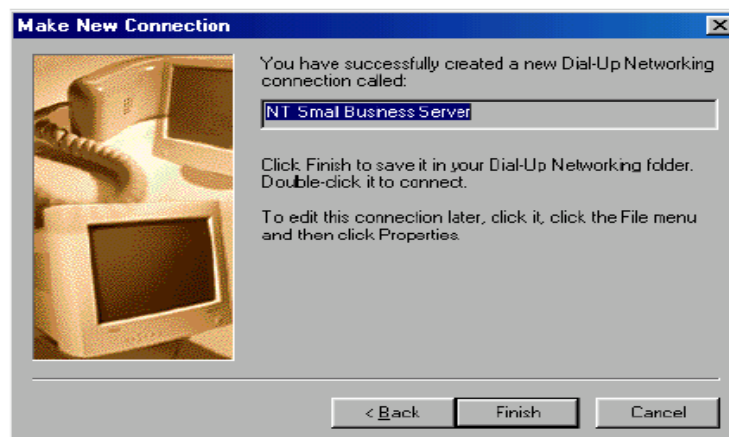 Make New Connection
You have successfully created a new Dial-Up Networking
connection called:
NT Small Business Server
Click Finish to save it in your Dial-Up Networking folder.
Double-click it to connect.
To edit this connection later, click it, click the File menu
and then click Properties.
< Back
Finish
Cancel